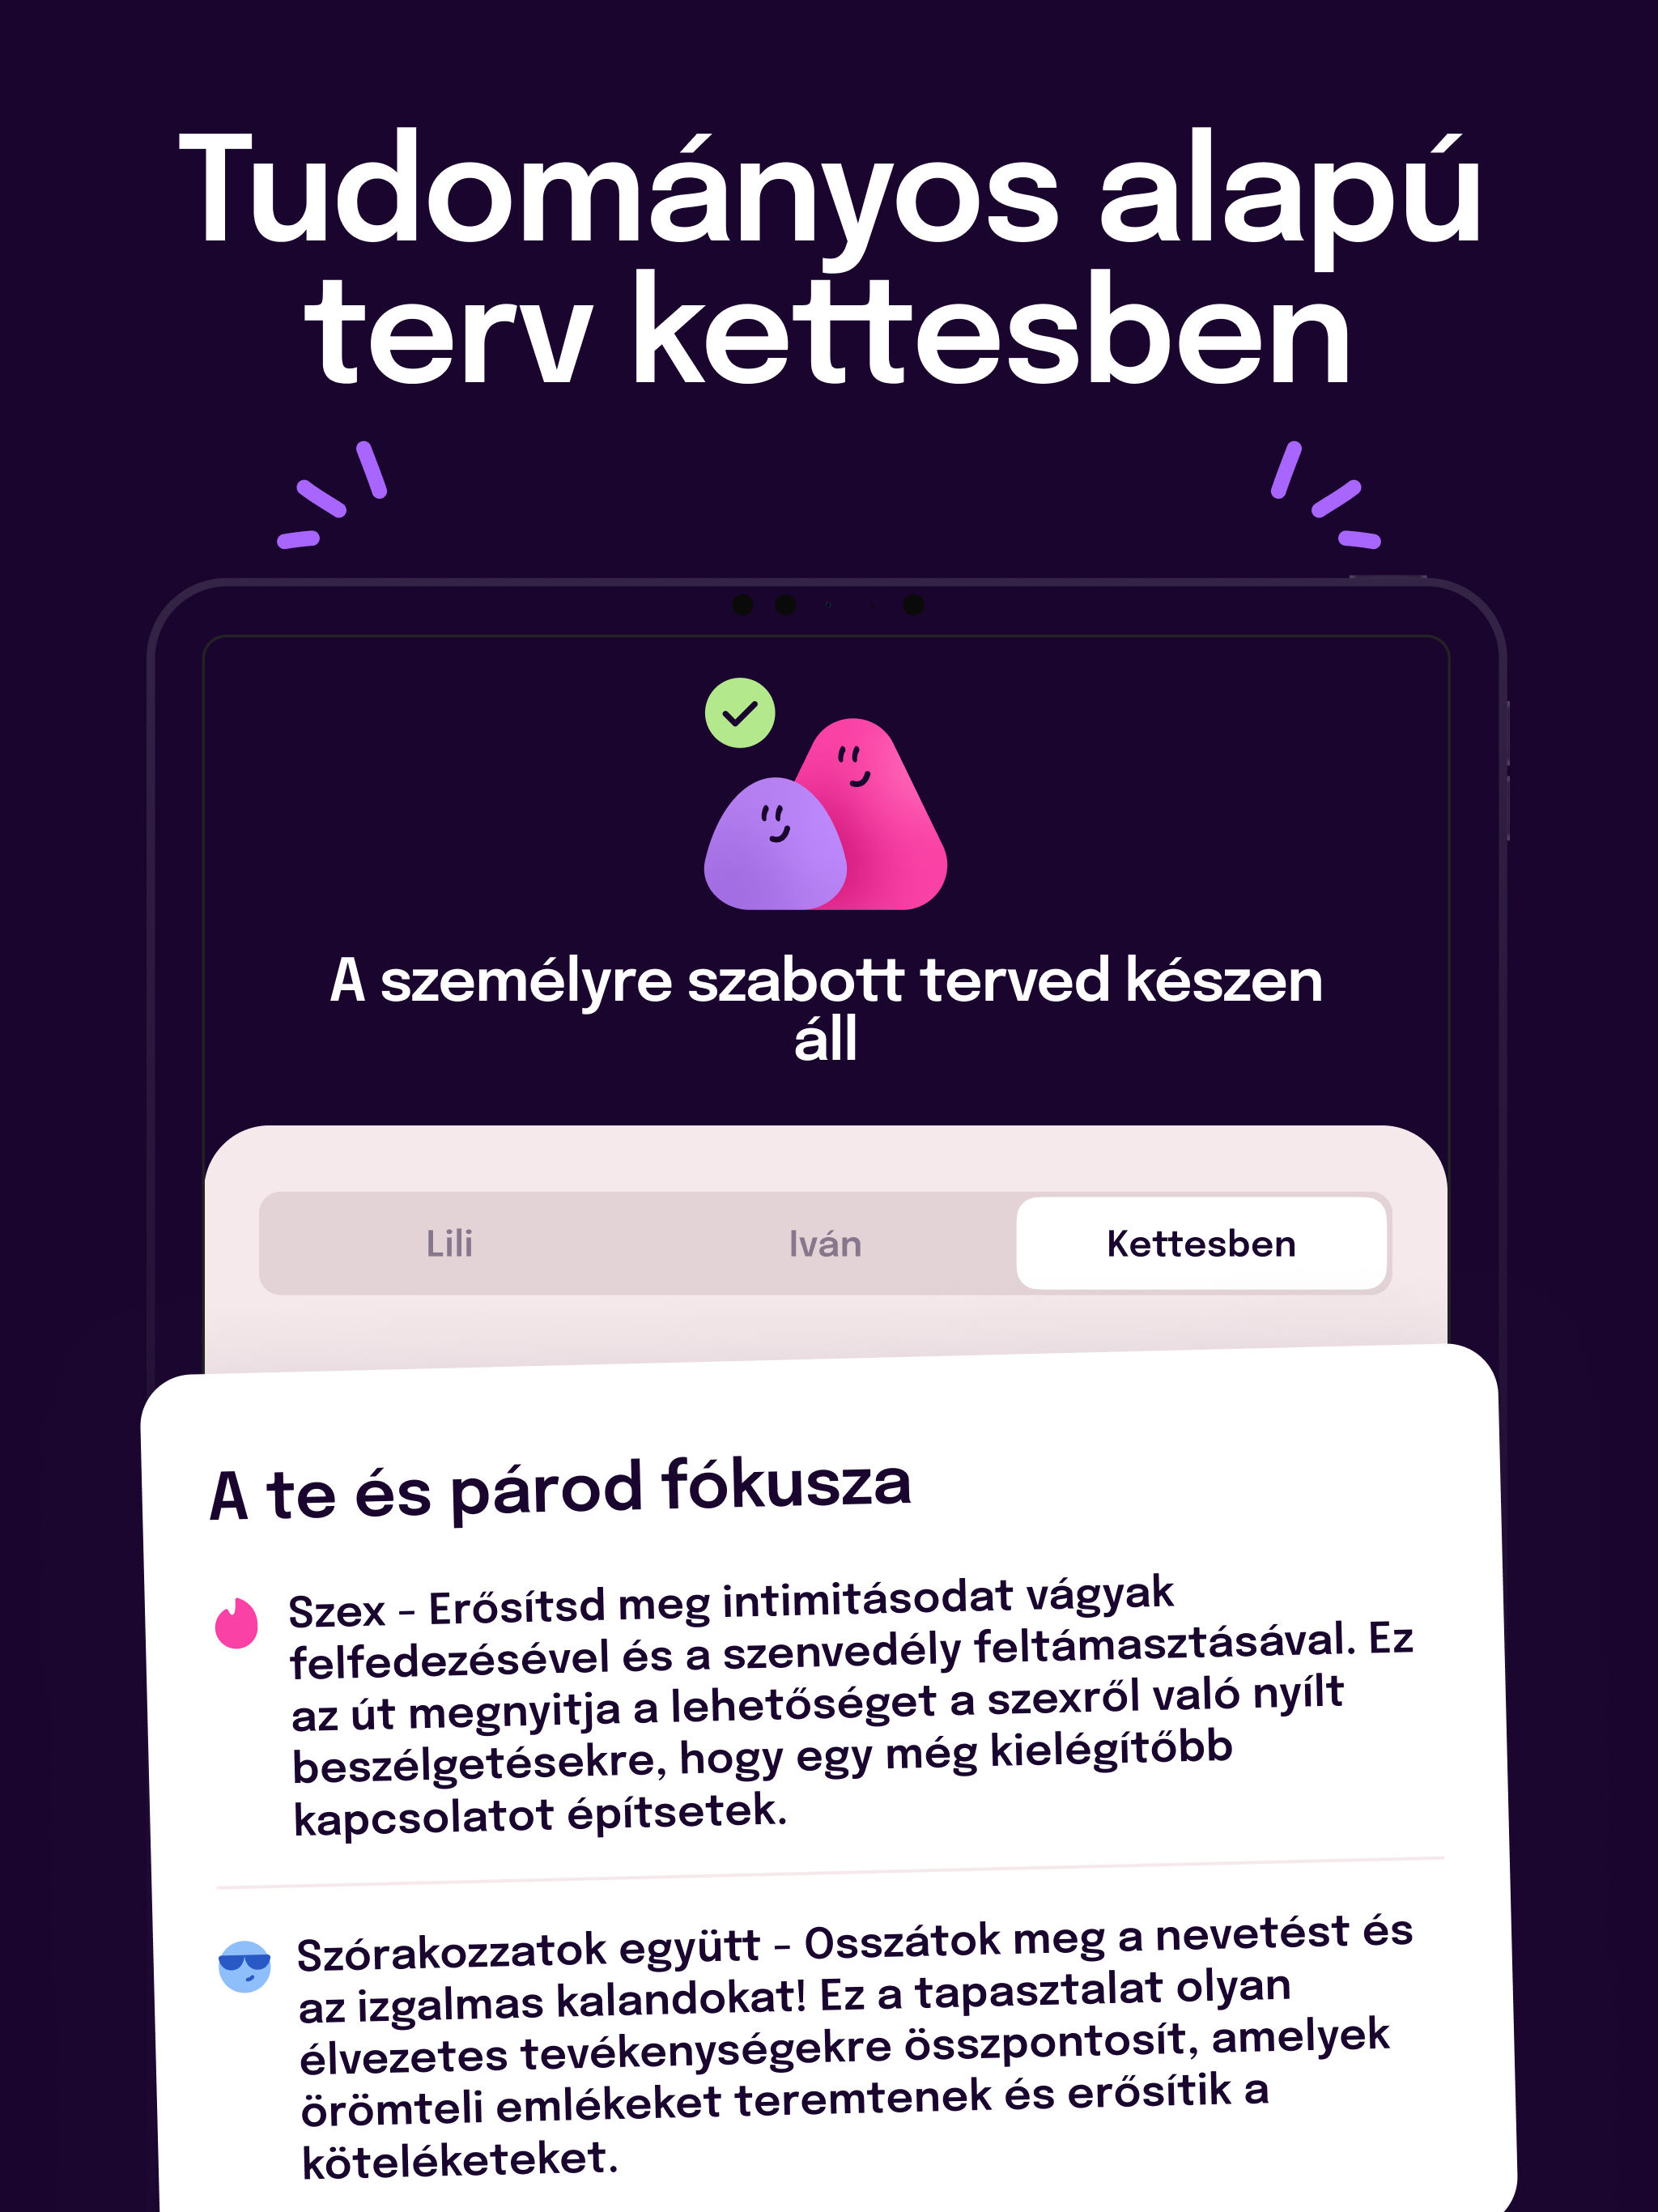 Tudományos alapú
terv kettesben
A személyre szabott terved készen
áll
Lili
Iván
Kettesben
A te és párod fókusza
Szex – Erősítsd meg intimitásodat vágyak
felfedezésével és a szenvedély feltámasztásával. Ez
az út megnyitja a lehetőséget a szexről való nyílt
beszélgetésekre, hogy egy még kielégítőbb
kapcsolatot építsetek.
Szórakozzatok együtt – Osszátok meg a nevetést és
az izgalmas kalandokat! Ez a tapasztalat olyan
élvezetes tevékenységekre összpontosít, amelyek
örömteli emlékeket teremtenek és erősítik a
köteléketeket.